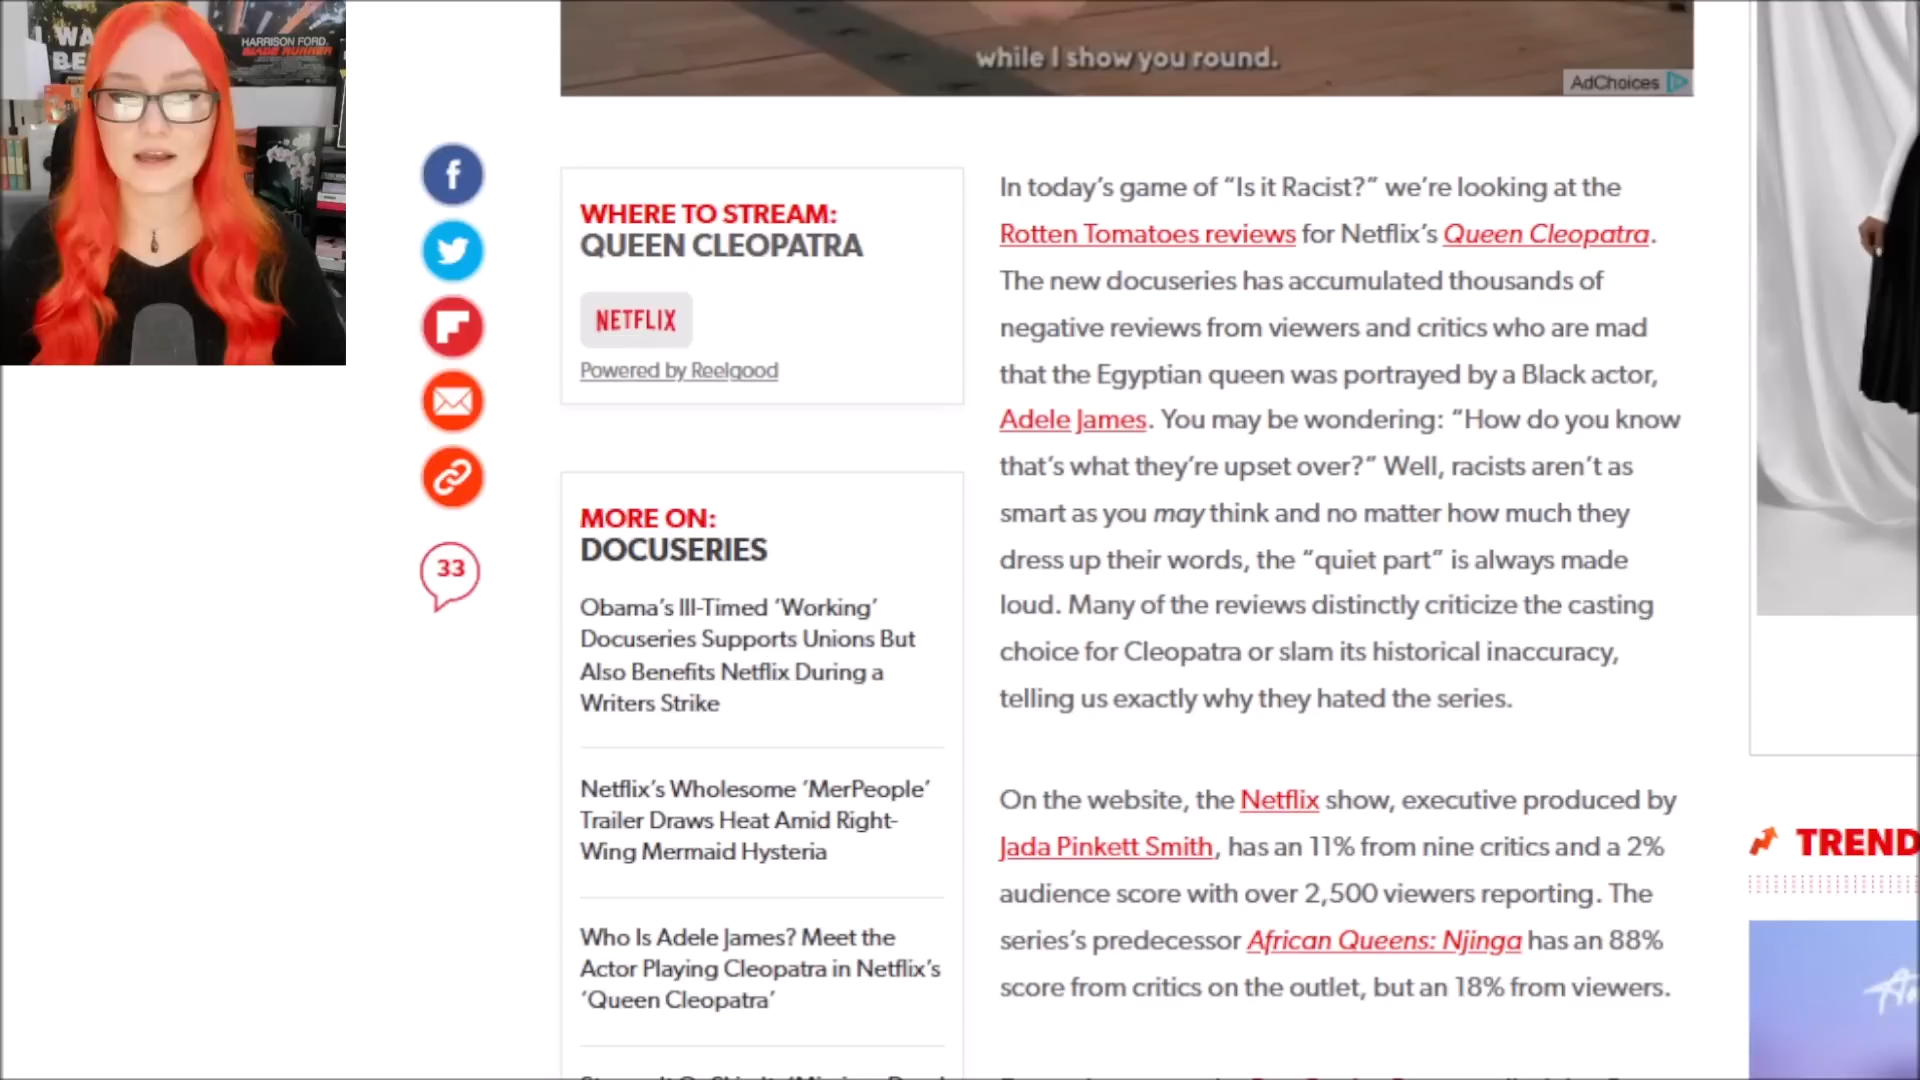 WA
BE
HARRISON FORD.
BLADE RUNNER
while I show you round.
AdChoices
f
33
WHERE TO STREAM:
QUEEN CLEOPATRA
NETFLIX
Powered by Reelgood
MORE ON:
DOCUSERIES
Obama’s Ill-Timed ‘Working’
Docuseries Supports Unions But
Also Benefits Netflix During a
Writers Strike
Netflix’s Wholesome ‘MerPeople’
Trailer Draws Heat Amid Right-
Wing Mermaid Hysteria
Who Is Adele James? Meet the
Actor Playing Cleopatra in Netflix’s
‘Queen Cleopatra’
In today’s game of “Is it Racist?” we’re looking at the
Rotten Tomatoes reviews for Netflix’s Queen Cleopatra.
The new docuseries has accumulated thousands of
negative reviews from viewers and critics who are mad
that the Egyptian queen was portrayed by a Black actor,
Adele James. You may be wondering: “How do you know
that’s what they’re upset over?” Well, racists aren’t as
smart as you may think and no matter how much they
dress up their words, the “quiet part” is always made
loud. Many of the reviews distinctly criticize the casting
choice for Cleopatra or slam its historical inaccuracy,
telling us exactly why they hated the series.
On the website, the Netflix show, executive produced by
Jada Pinkett Smith, has an 11% from nine critics and a 2%
audience score with over 2,500 viewers reporting. The
series’s predecessor African Queens: Njinga has an 88%
score from critics on the outlet, but an 18% from viewers.
TREND